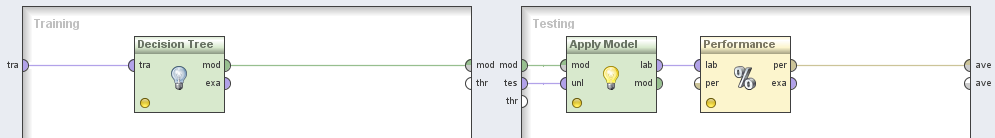 Training
Testing
Decision Tree
Apply Model
Performance
tra
tra
mod
mod
mod
mod
lab
lab
per
ave
exa
thr
tes
unl
mod
per
exa
ave
thr